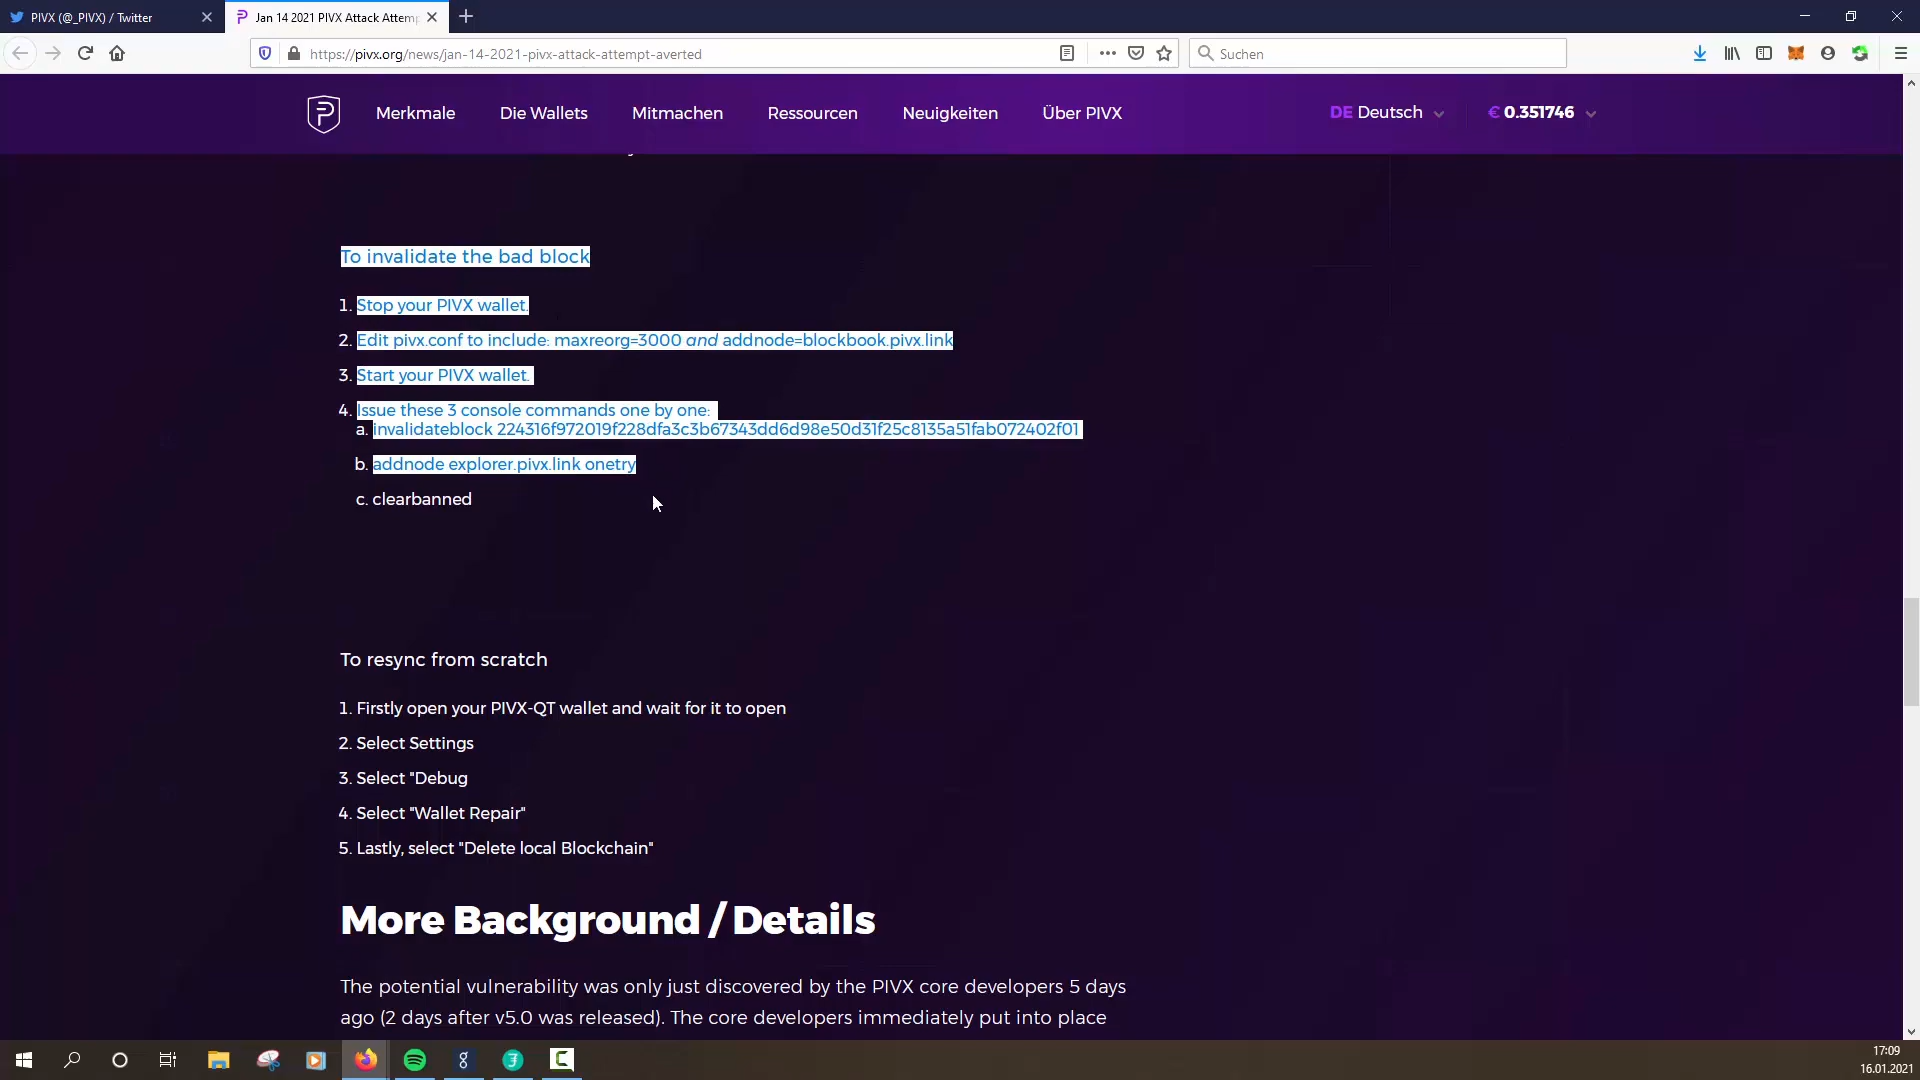 PIVX (@_PIVX) / Twitter
Jan 14 2021 PIVX Attack Attemp
https://pivx.org/news/jan-14-2021-pivx-attack-attempt-averted
Suchen
Merkmale
Die Wallets
Mitmachen
Ressourcen
Neuigkeiten
Über PIVX
DE Deutsch
€ 0.351746
To invalidate the bad block
1. Stop your PIVX wallet.
2. Edit pivx.conf to include: maxreorg=3000 and addnode=blockbook.pivx.link
3. Start your PIVX wallet.
4. Issue these 3 console commands one by one:
a. invalidateblock 224316f972019f228dfa3c3b67343dd6d98e50d31f25c8135a51fab072402f01
b. addnode explorer.pivx.link onetry
c. clearbanned
To resync from scratch
1. Firstly open your PIVX-QT wallet and wait for it to open
2. Select Settings
3. Select "Debug
4. Select "Wallet Repair"
5. Lastly, select "Delete local Blockchain"
More Background / Details
The potential vulnerability was only just discovered by the PIVX core developers 5 days
ago (2 days after v5.0 was released). The core developers immediately put into place
17:09
16.01.2021